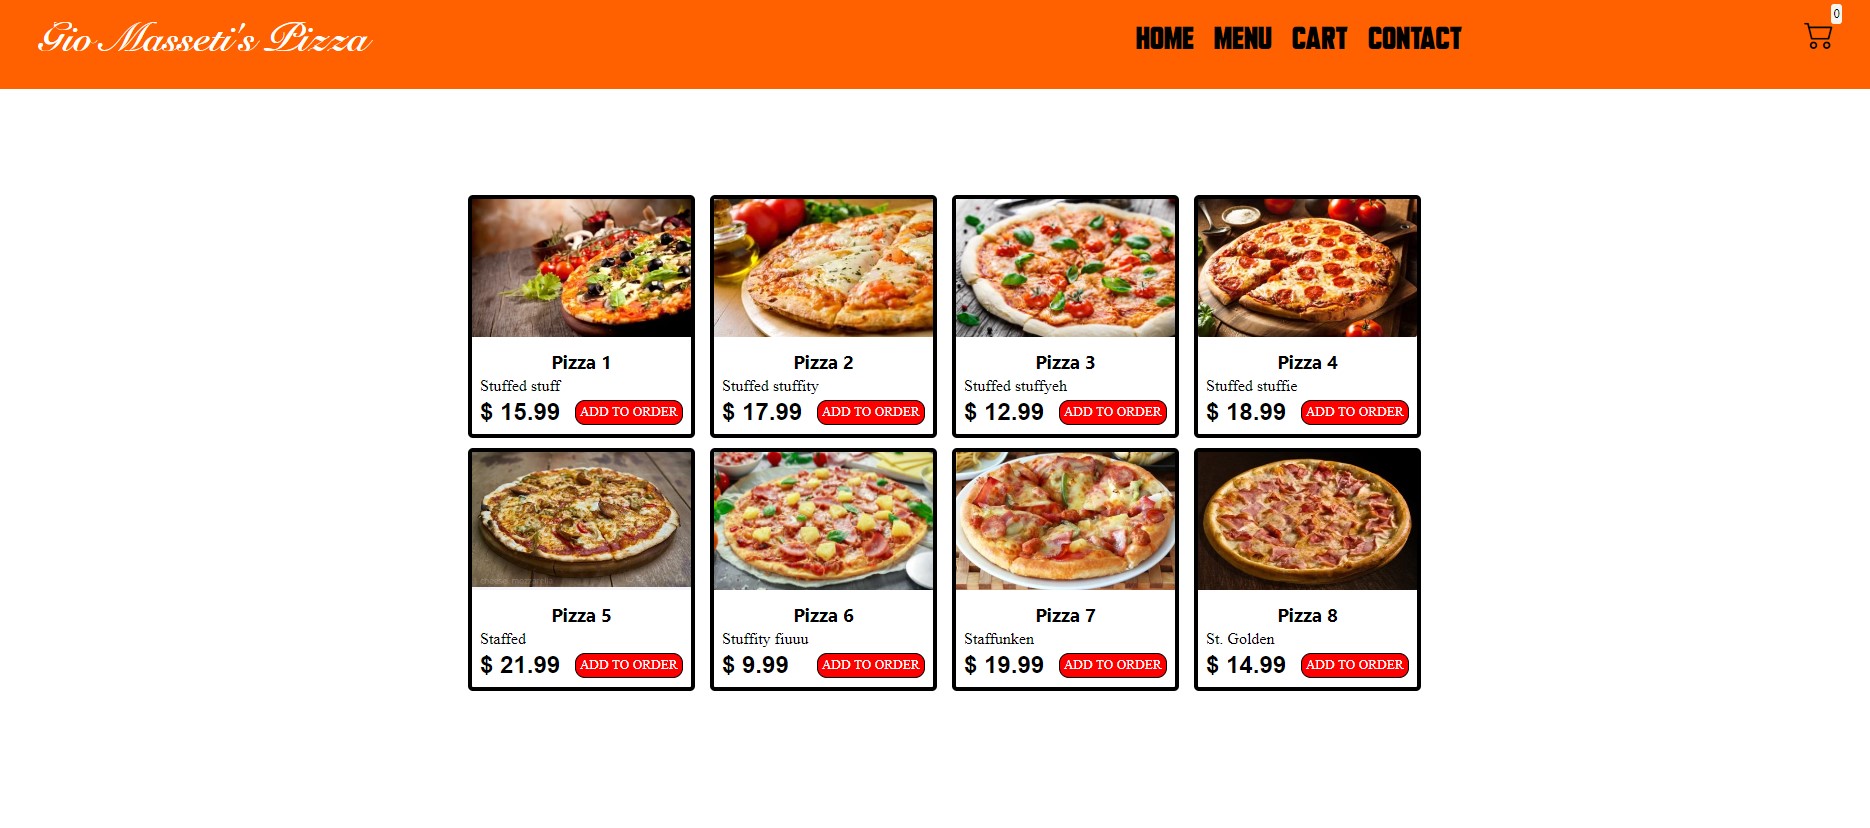 Gio Masseti's Pizza
HOME MENU CART CONTACT
0
Pizza 1
Stuffed stuff
$ 15.99 ADD TO ORDER
Pizza 2
Stuffed stuffity
$ 17.99 ADD TO ORDER
Pizza 3
Stuffed stuffyeh
$ 12.99 ADD TO ORDER
Pizza 4
Stuffed stuffie
$ 18.99 ADD TO ORDER
Pizza 5
Staffed
$ 21.99 ADD TO ORDER
Pizza 6
Stuffity fiuuu
$ 9.99 ADD TO ORDER
Pizza 7
Staffunken
$ 19.99 ADD TO ORDER
Pizza 8
St. Golden
$ 14.99 ADD TO ORDER